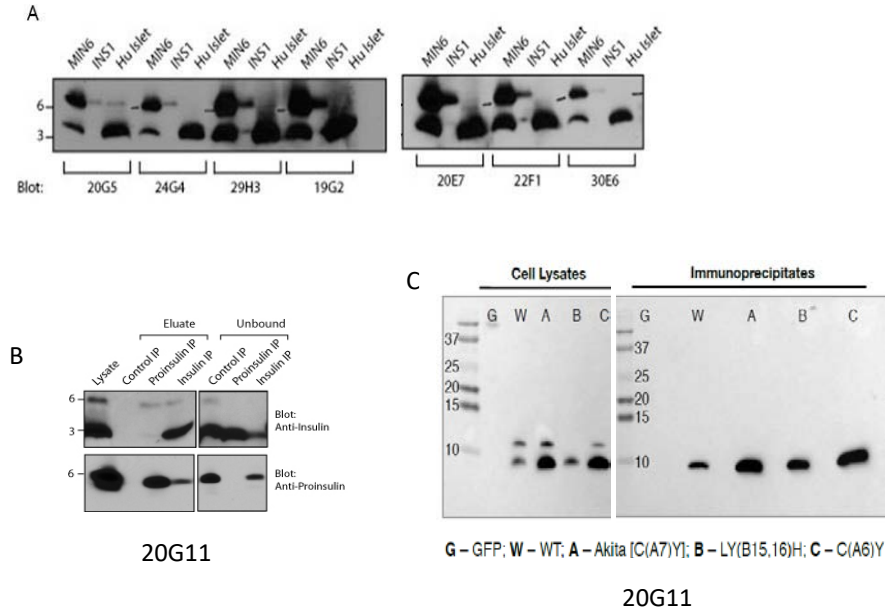 A
MIN6 INS1 Hu Islet MIN6 INS1 Hu Islet MIN6 INS1 Hu Islet MIN6 INS1 Hu Islet MIN6 INS1 Hu Islet MIN6 INS1 Hu Islet MIN6 INS1 Hu Islet
6
3
Blot: 20G5 24G4 29H3 19G2 20E7 22F1 30E6
B
Eluate Unbound
Lysate Control IP Proinsulin IP Insulin IP Control IP Proinsulin IP Insulin IP
6
3
Blot:
Anti-Insulin
6
Blot:
Anti-Proinsulin
20G11
C
Cell Lysates Immunoprecipitates
G W A B C G W A B C
37 37
25 25
20 20
15 15
10 10
G – GFP; W – WT; A – Akita [C(A7)Y]; B – LY(B15,16)H; C – C(A6)Y
20G11